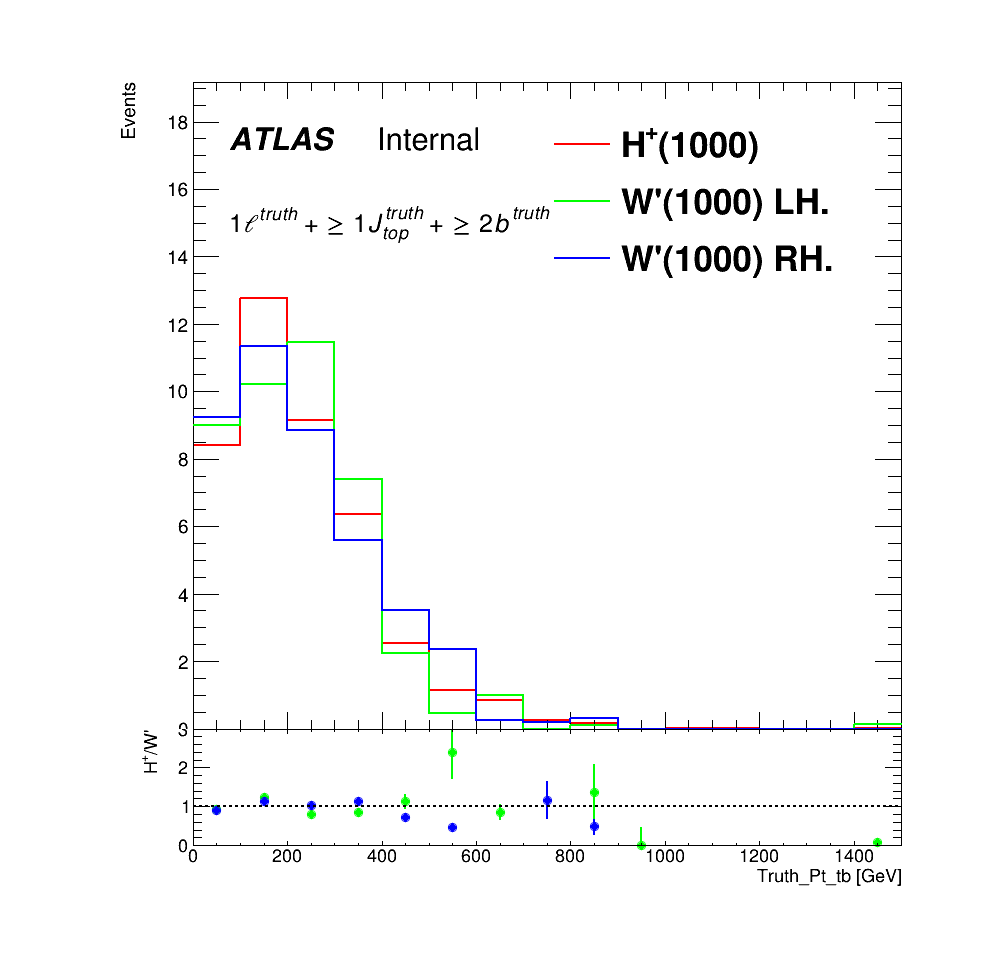 Events
ATLAS Internal
1ℓ^truth + ≥ 1J_top^truth + ≥ 2b^truth
H⁺(1000)
W'(1000) LH.
W'(1000) RH.
18
16
14
12
10
8
6
4
2
0
H⁺/W'
3
2
1
0
0 200 400 600 800 1000 1200 1400
Truth_Pt_tb [GeV]